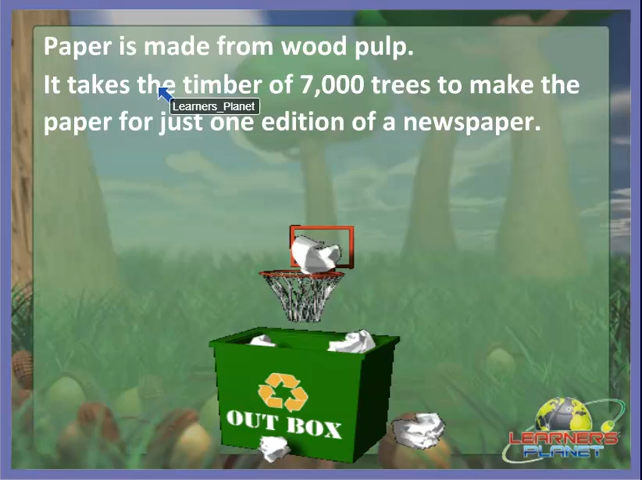 Paper is made from wood pulp.
It takes the timber of 7,000 trees to make the
Learners_Planet
paper for just one edition of a newspaper.
OUT BOX
LEARNERS
PLANET